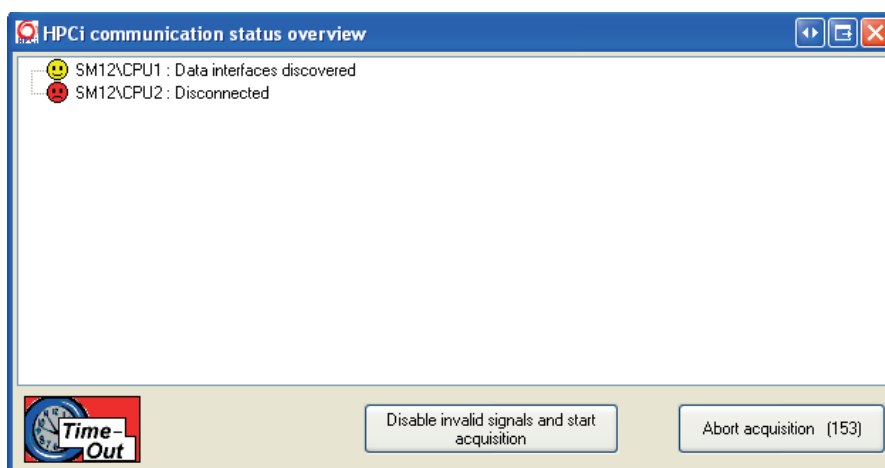 HPCi communication status overview
SM12\CPU1 : Data interfaces discovered
SM12\CPU2 : Disconnected
Time-
Out
Disable invalid signals and start
acquisition
Abort acquisition (153)